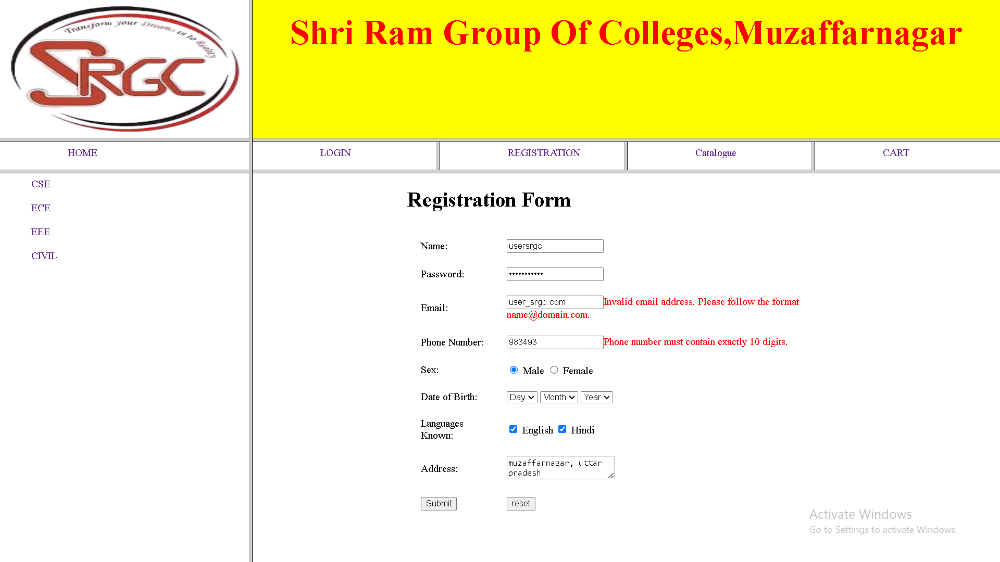 Transform your Dreams in to Reality
SRGC
Shri Ram Group Of Colleges,Muzaffarnagar
HOME
LOGIN
REGISTRATION
Catalogue
CART
CSE
ECE
EEE
CIVIL
Registration Form
Name:
usersrgc
Password:
•••••••••••
Email:
user_srgc.com Invalid email address. Please follow the format
name@domain.com.
Phone Number:
983493 Phone number must contain exactly 10 digits.
Sex:
Male Female
Date of Birth:
Day Month Year
Languages
Known:
English Hindi
Address:
muzaffarnagar, uttar
pradesh
Submit
reset
Activate Windows
Go to Settings to activate Windows.